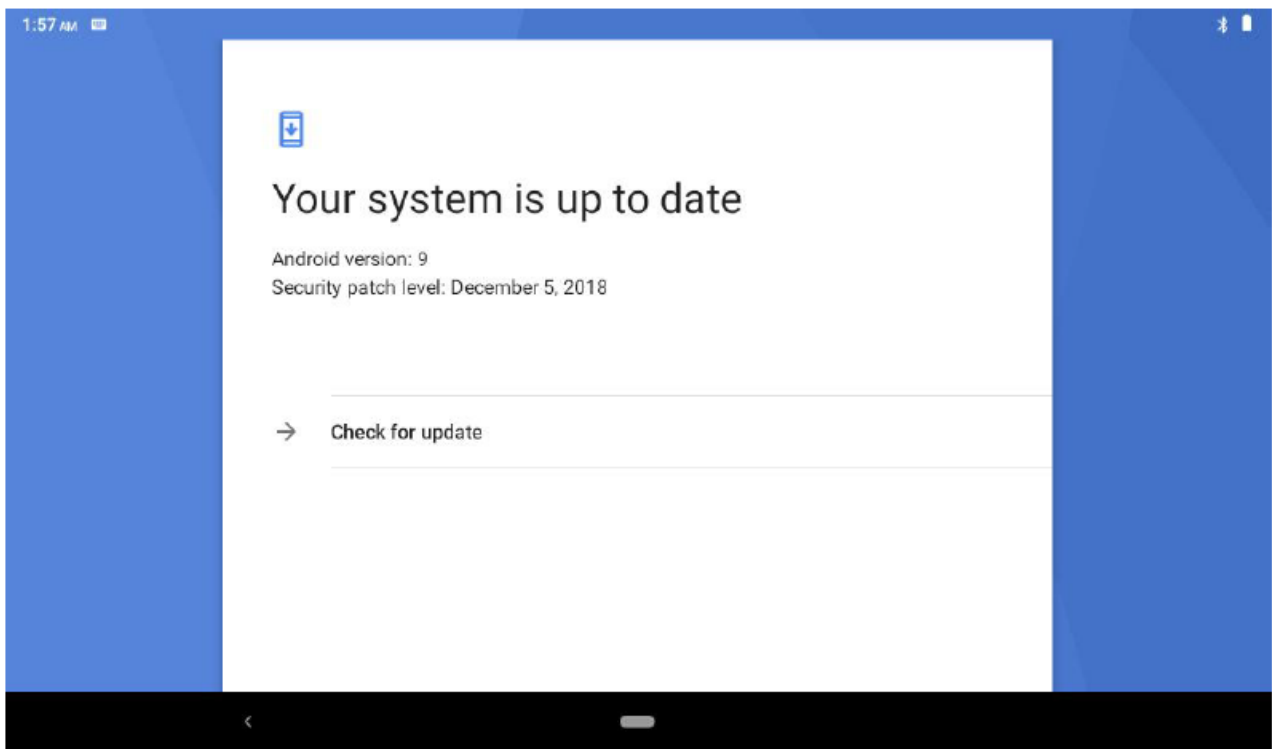 1:57 AM
Your system is up to date
Android version: 9
Security patch level: December 5, 2018
Check for update